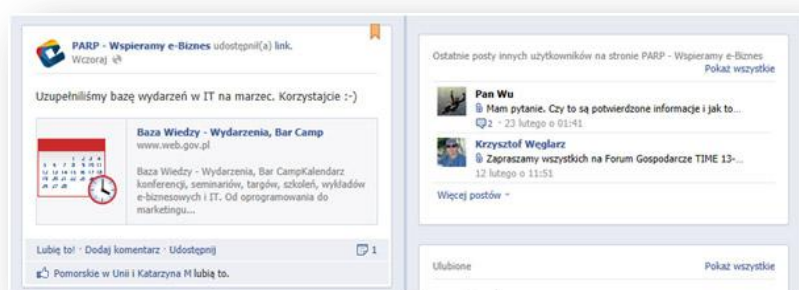 PARP - Wspieramy e-Biznes udostępnił(a) link.
Wczoraj
Uzupełniliśmy bazę wydarzeń w IT na marzec. Korzystajcie :-)
Baza Wiedzy - Wydarzenia, Bar Camp
www.web.gov.pl
Baza Wiedzy - Wydarzenia, Bar CampKalendarz
konferencji, seminariów, targów, szkoleń, wykładów
e-biznesowych i IT. Od oprogramowania do
marketingu...
Lubię to! · Dodaj komentarz · Udostępnij 1
Pomorskie w Unii i Katarzyna M lubią to.
Ostatnie posty innych użytkowników na stronie PARP - Wspieramy e-Biznes
Pokaż wszystkie
Pan Wu
Mam pytanie. Czy to są potwierdzone informacje i jak to...
2 · 23 lutego o 01:41
Krzysztof Węglarz
Zapraszamy wszystkich na Forum Gospodarcze TIME 13-...
12 lutego o 11:51
Więcej postów
Ulubione Pokaż wszystkie